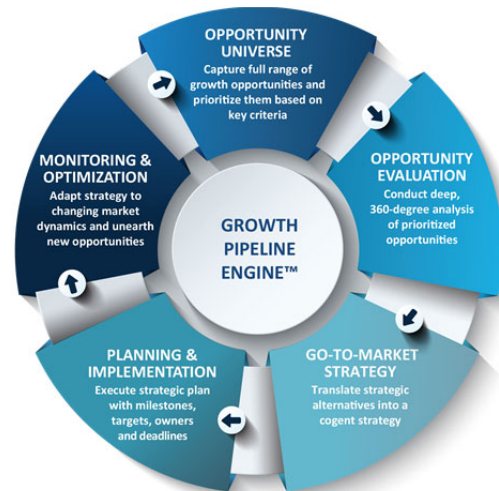 OPPORTUNITY
UNIVERSE
Capture full range of
growth opportunities and
prioritize them based on
key criteria
OPPORTUNITY
EVALUATION
Conduct deep,
360-degree analysis
of prioritized
opportunities
GO-TO-MARKET
STRATEGY
Translate strategic
alternatives into a
cogent strategy
PLANNING &
IMPLEMENTATION
Execute strategic plan
with milestones,
targets, owners
and deadlines
MONITORING &
OPTIMIZATION
Adapt strategy to
changing market
dynamics and unearth
new opportunities
GROWTH
PIPELINE
ENGINE™